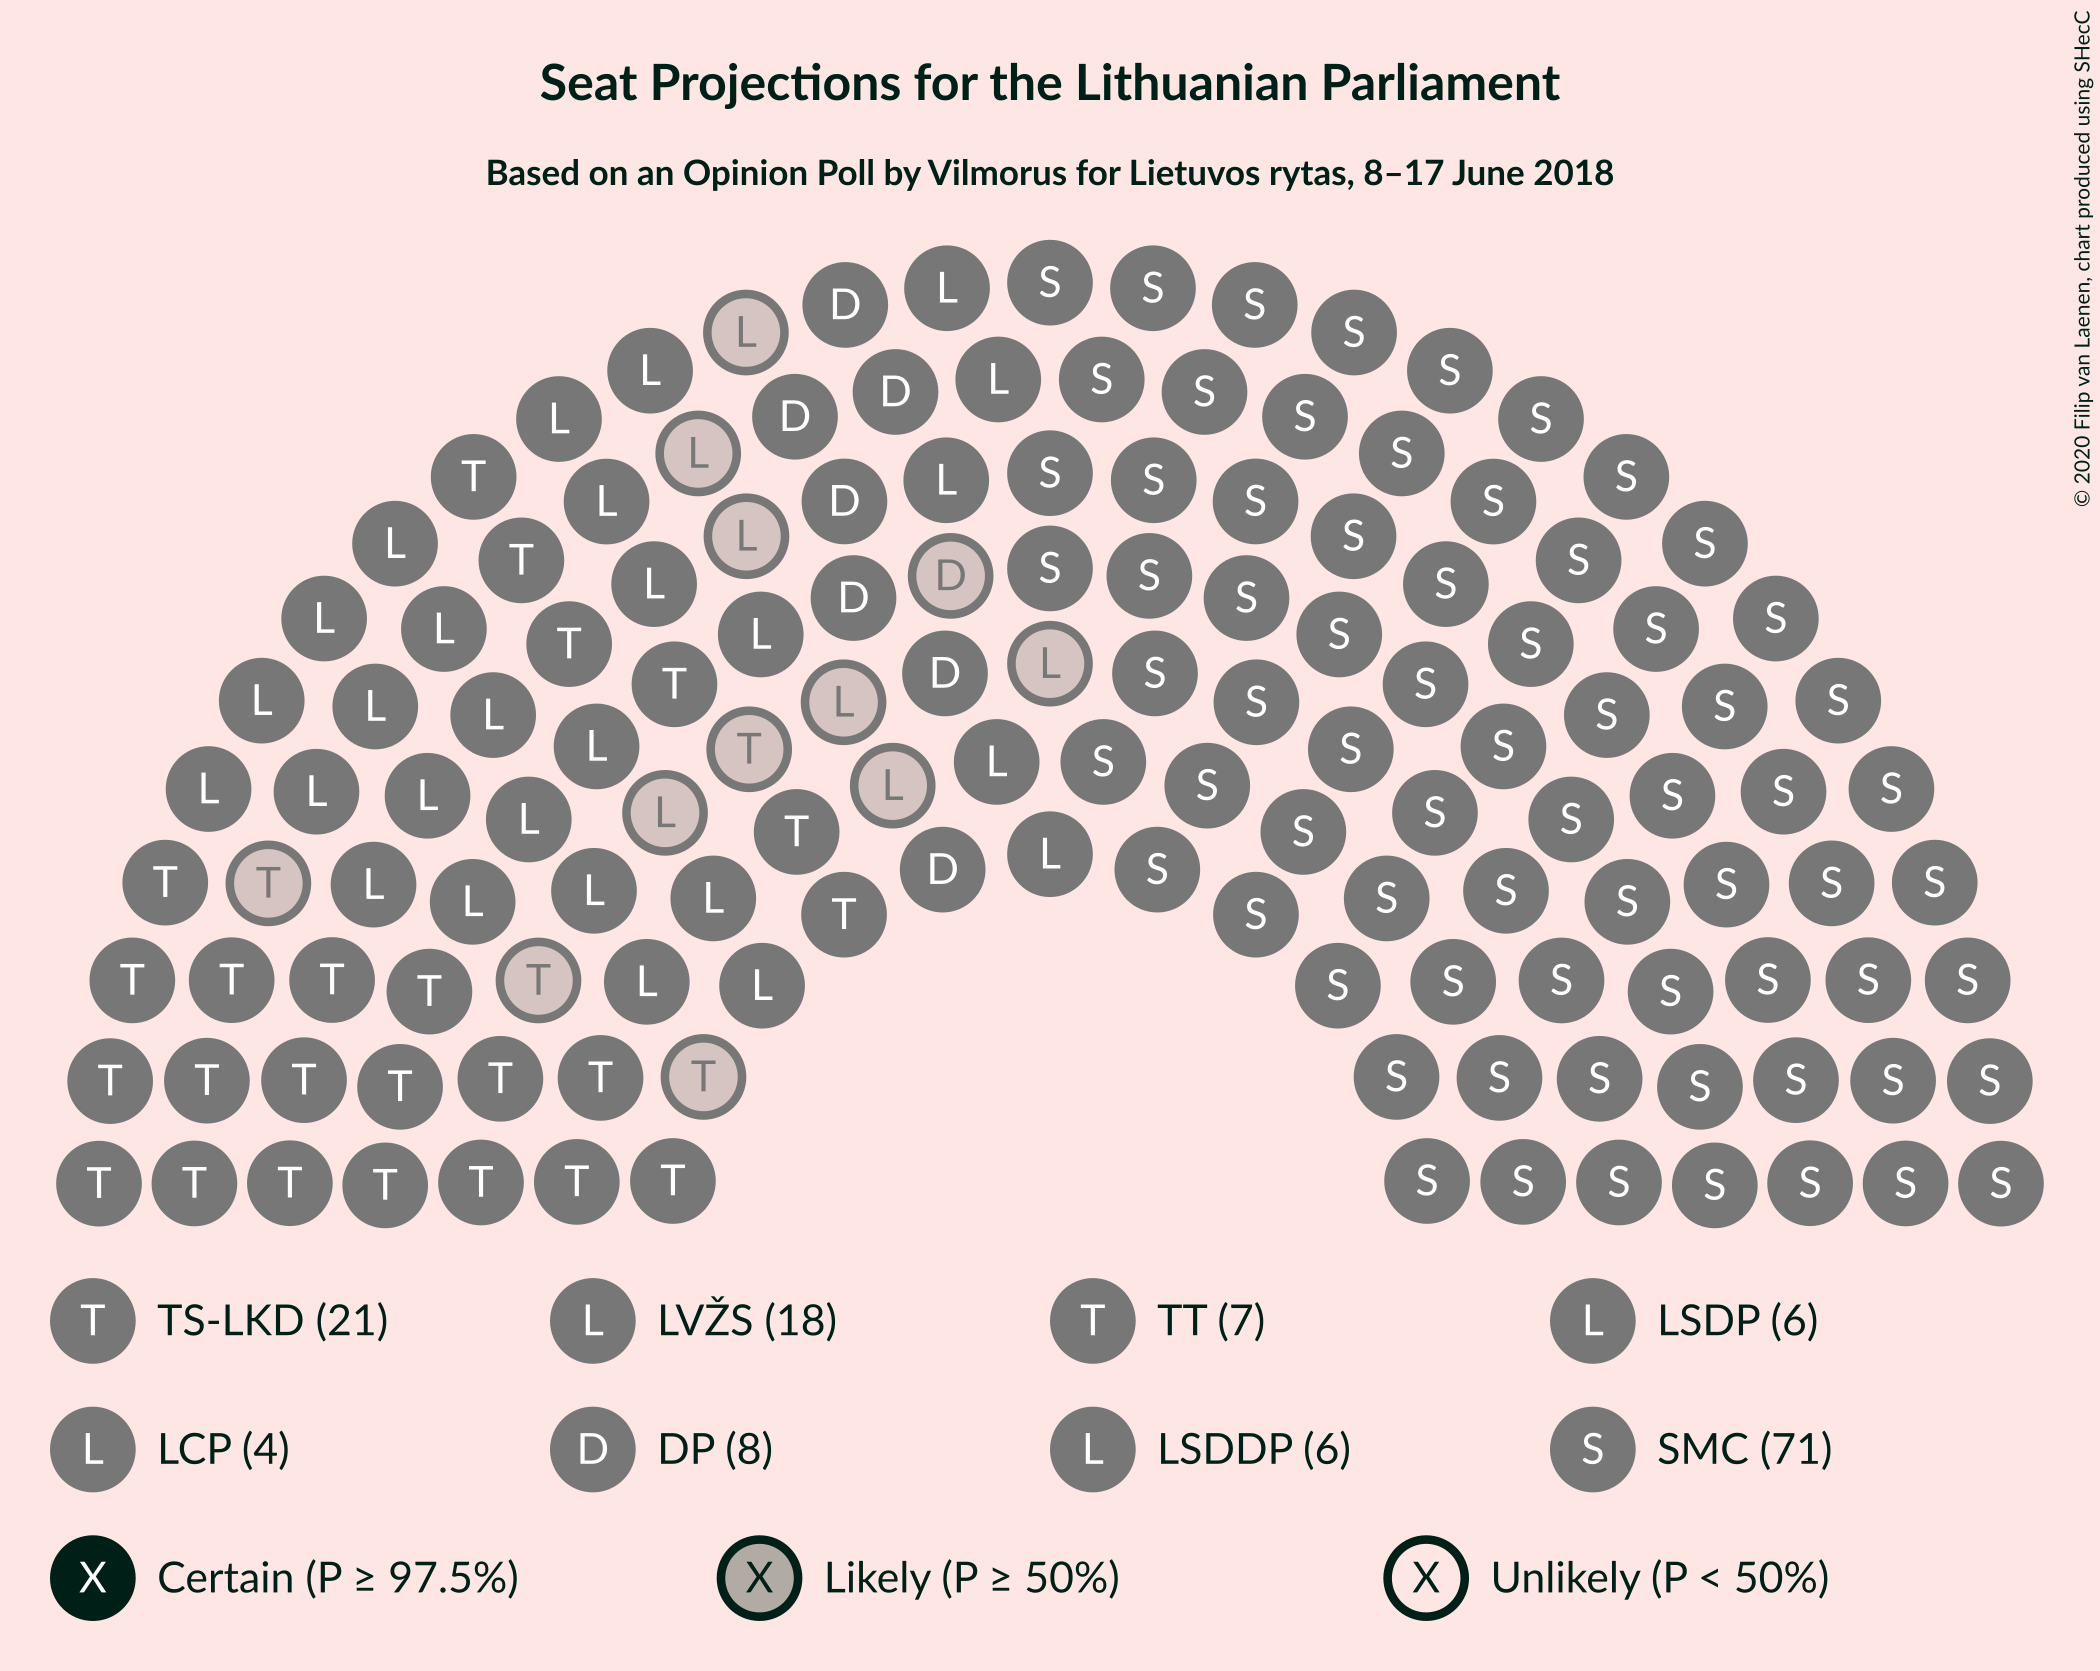 Seat Projections for the Lithuanian Parliament
Based on an Opinion Poll by Vilmorus for Lietuvos rytas, 8–17 June 2018
© 2020 Filip van Laenen, chart produced using SHecC
L D L S S S S S
L L D D L S S S S S
T L L D L S S S S S S
L T L L D D S S S S S S
L L T T L L D L S S S S S S S
L L L L T T L L S S S S S S S
L L L L L T D L S S S S S S S
T T L L L L T S S S S S S
T T T T T L L S S S S S S S
T T T T T T T S S S S S S S
T T T T T T T S S S S S S S
T TS-LKD (21) L LVŽS (18) T TT (7) L LSDP (6)
L LCP (4) D DP (8) L LSDDP (6) S SMC (71)
X Certain (P ≥ 97.5%) X Likely (P ≥ 50%) X Unlikely (P < 50%)